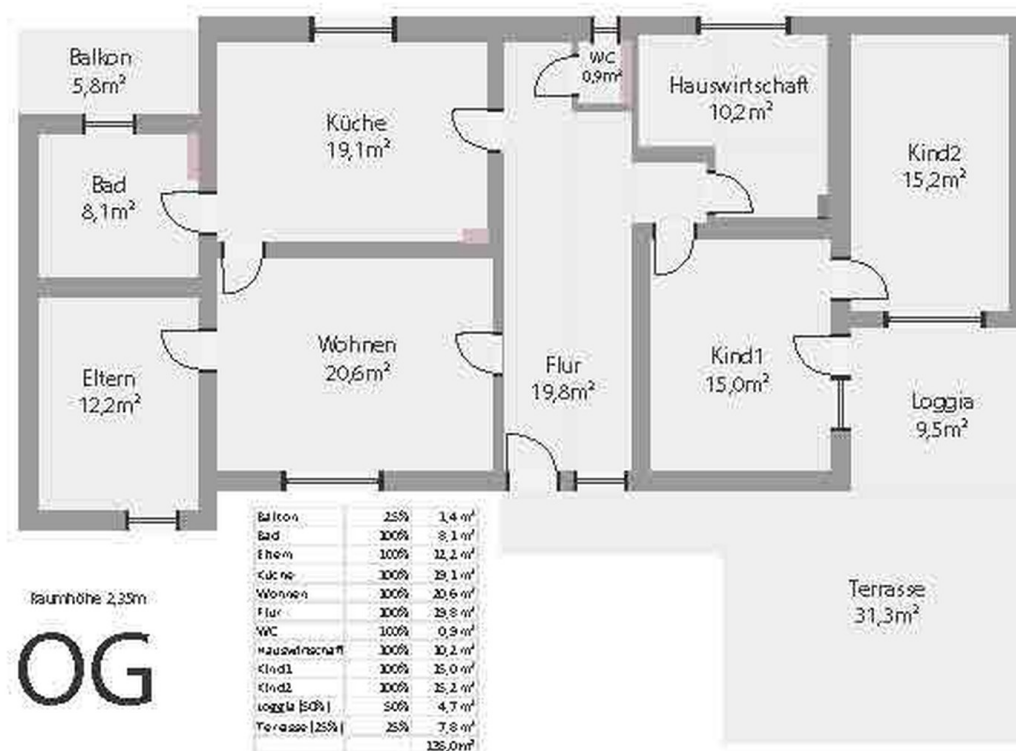 Balkon
5,8m²
Küche
19,1m²
WC
0,9m²
Hauswirtschaft
10,2m²
Kind2
15,2m²
Bad
8,1m²
Eltern
12,2m²
Wohnen
20,6m²
Flur
19,8m²
Kind1
15,0m²
Loggia
9,5m²
Terrasse
31,3m²
Raumhöhe 2,35m
OG
Balkon 25% 1,4 m²
Bad 100% 8,1 m²
Eltern 100% 12,2 m²
Küche 100% 19,1 m²
Wohnen 100% 20,6 m²
Flur 100% 19,8 m²
WC 100% 0,9 m²
Hauswirtschaft 100% 10,2 m²
Kind1 100% 15,0 m²
Kind2 100% 15,2 m²
Loggia (50%) 50% 4,7 m²
Terrasse (25%) 25% 7,8 m²